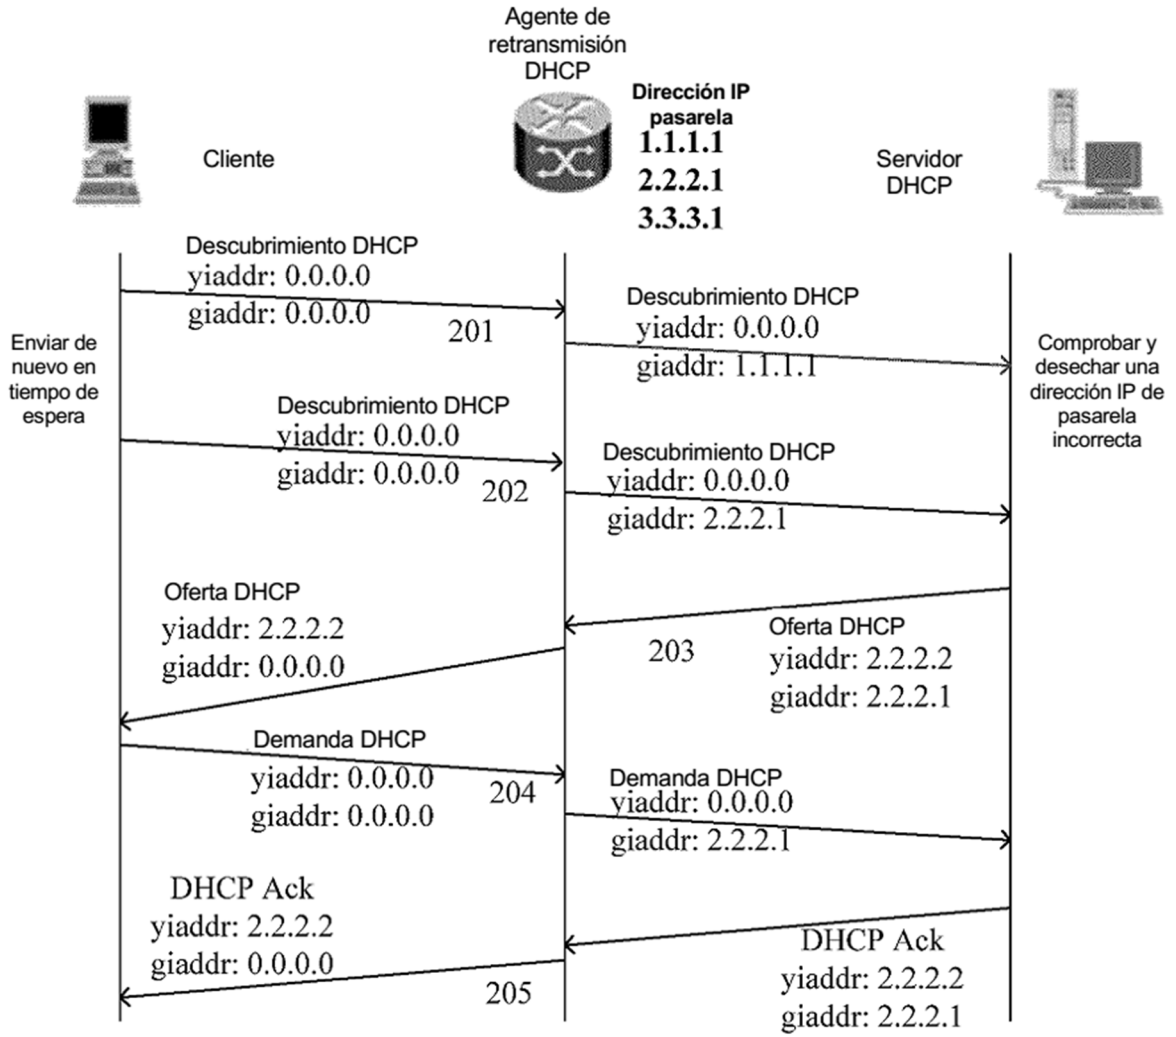 Agente de
retransmisión
DHCP
Dirección IP
pasarela
1.1.1.1
2.2.2.1
3.3.3.1
Cliente
Servidor
DHCP
Descubrimiento DHCP
yiaddr: 0.0.0.0
giaddr: 0.0.0.0
201
Descubrimiento DHCP
yiaddr: 0.0.0.0
giaddr: 1.1.1.1
Enviar de
nuevo en
tiempo de
espera
Comprobar y
desechar una
dirección IP de
pasarela
incorrecta
Descubrimiento DHCP
yiaddr: 0.0.0.0
giaddr: 0.0.0.0
202
Descubrimiento DHCP
yiaddr: 0.0.0.0
giaddr: 2.2.2.1
Oferta DHCP
yiaddr: 2.2.2.2
giaddr: 0.0.0.0
203
Oferta DHCP
yiaddr: 2.2.2.2
giaddr: 2.2.2.1
Demanda DHCP
yiaddr: 0.0.0.0
giaddr: 0.0.0.0
204
Demanda DHCP
yiaddr: 0.0.0.0
giaddr: 2.2.2.1
DHCP Ack
yiaddr: 2.2.2.2
giaddr: 0.0.0.0
205
DHCP Ack
yiaddr: 2.2.2.2
giaddr: 2.2.2.1